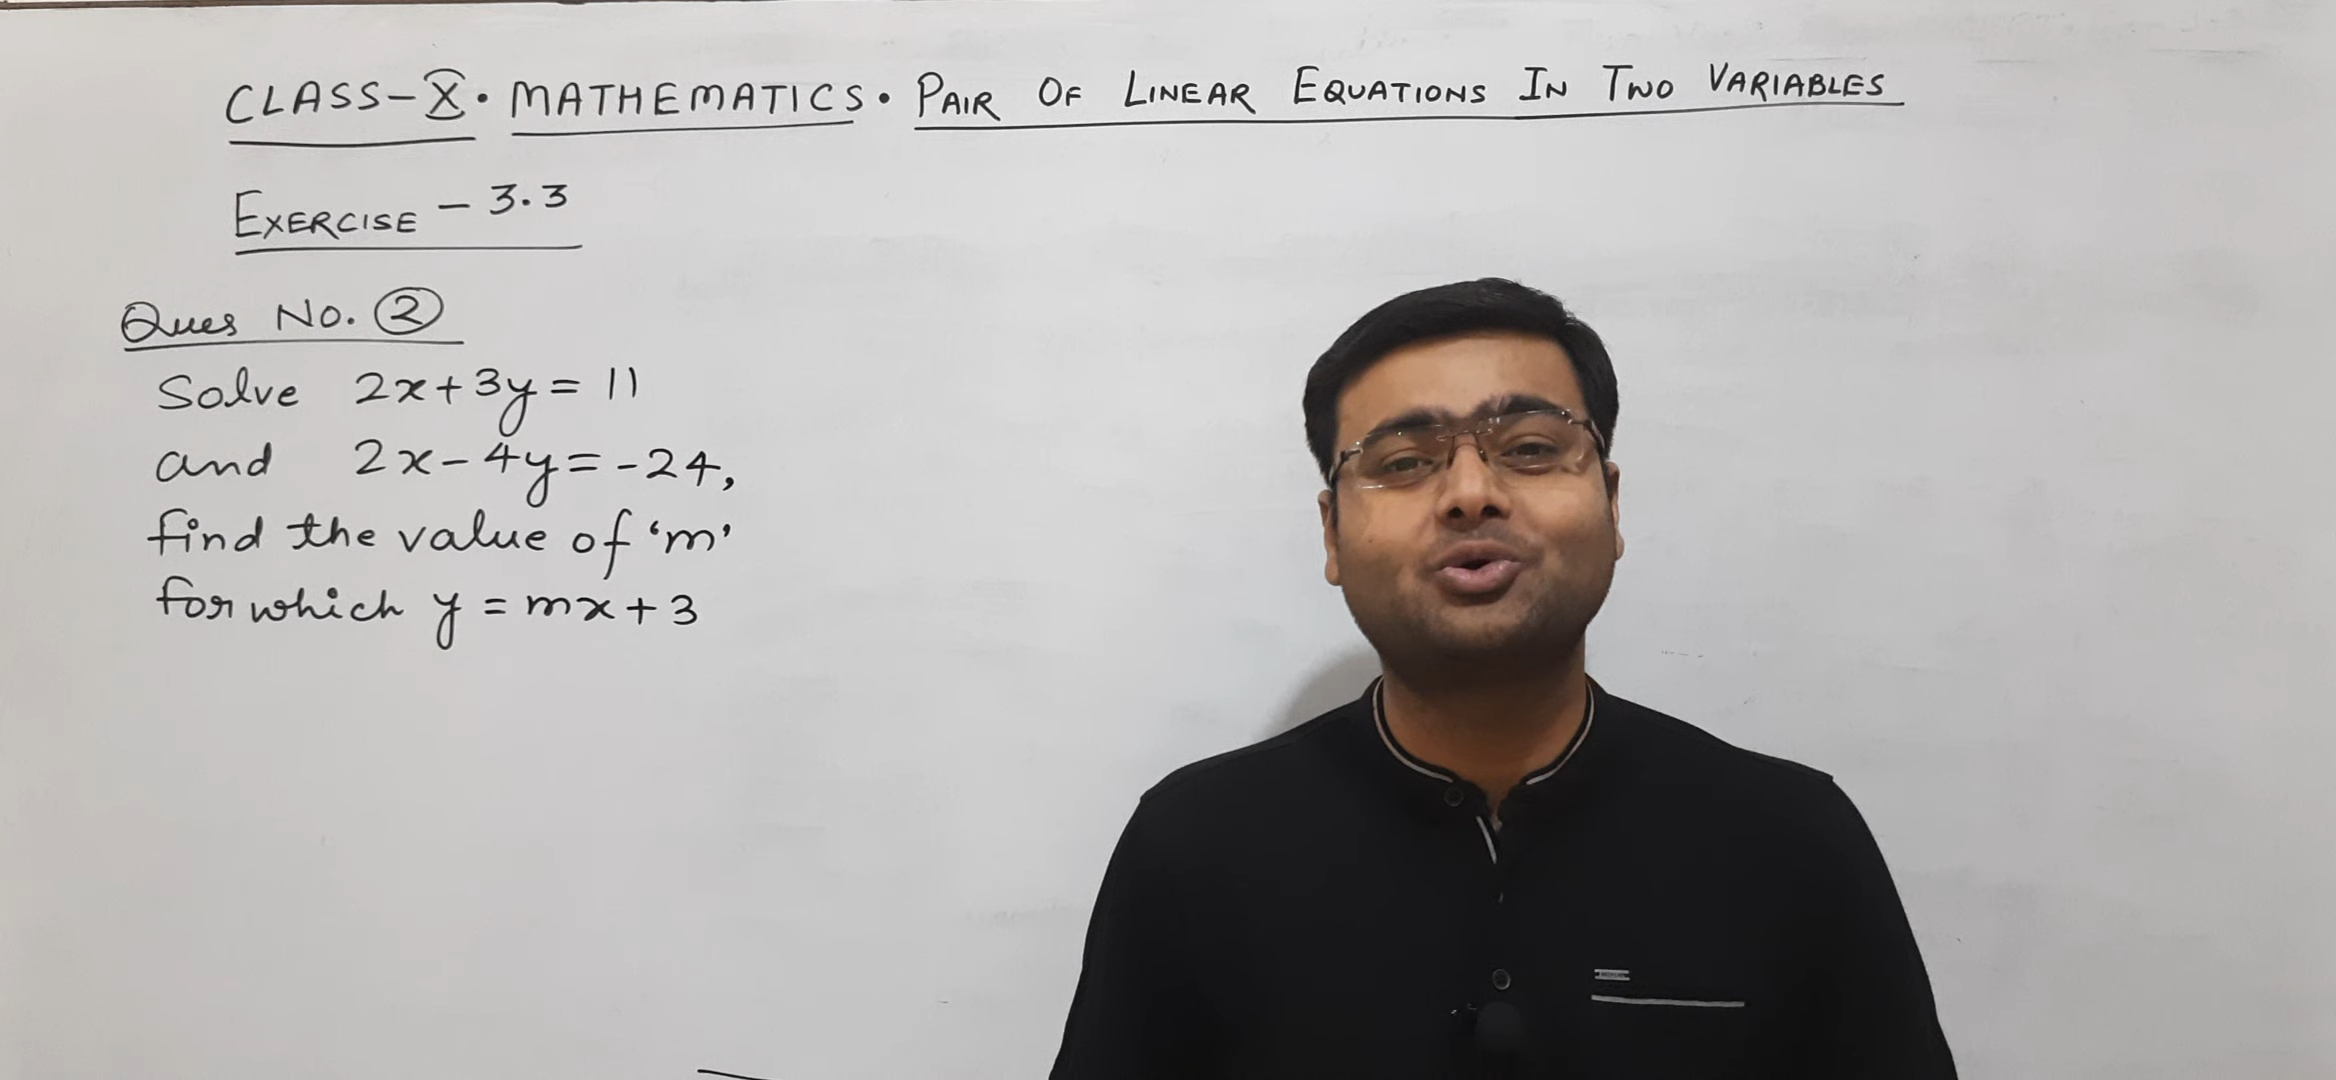 CLASS-X • MATHEMATICS • PAIR OF LINEAR EQUATIONS IN TWO VARIABLES
EXERCISE - 3.3
Ques No. ②
Solve 2x+3y = 11
and 2x-4y = -24,
find the value of 'm'
for which y = mx+3